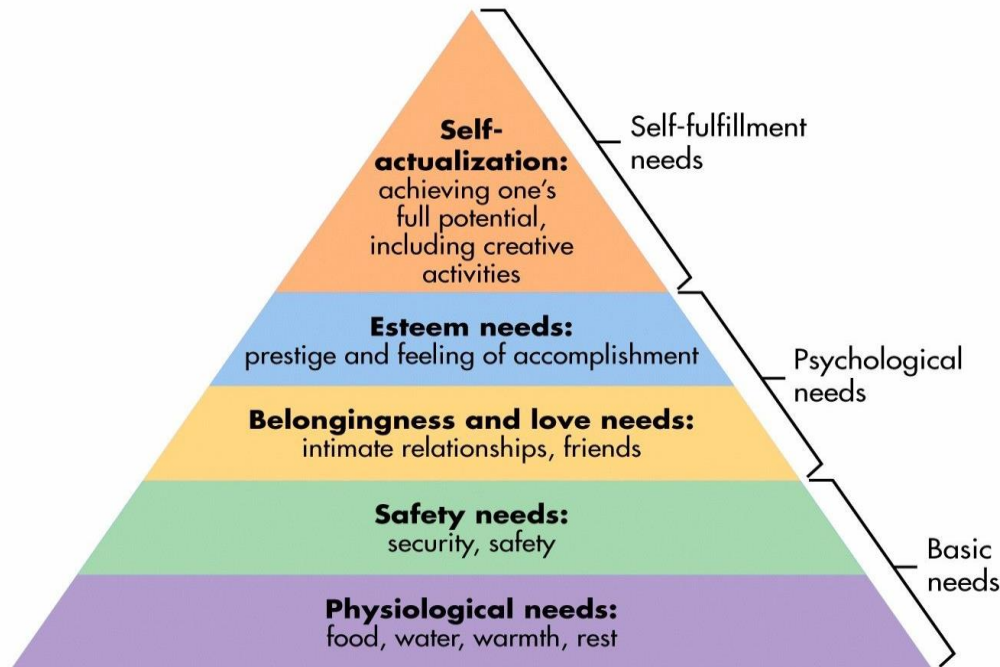 Self-
actualization:
achieving one's
full potential,
including creative
activities
Self-fulfillment
needs
Esteem needs:
prestige and feeling of accomplishment
Psychological
needs
Belongingness and love needs:
intimate relationships, friends
Safety needs:
security, safety
Basic
needs
Physiological needs:
food, water, warmth, rest